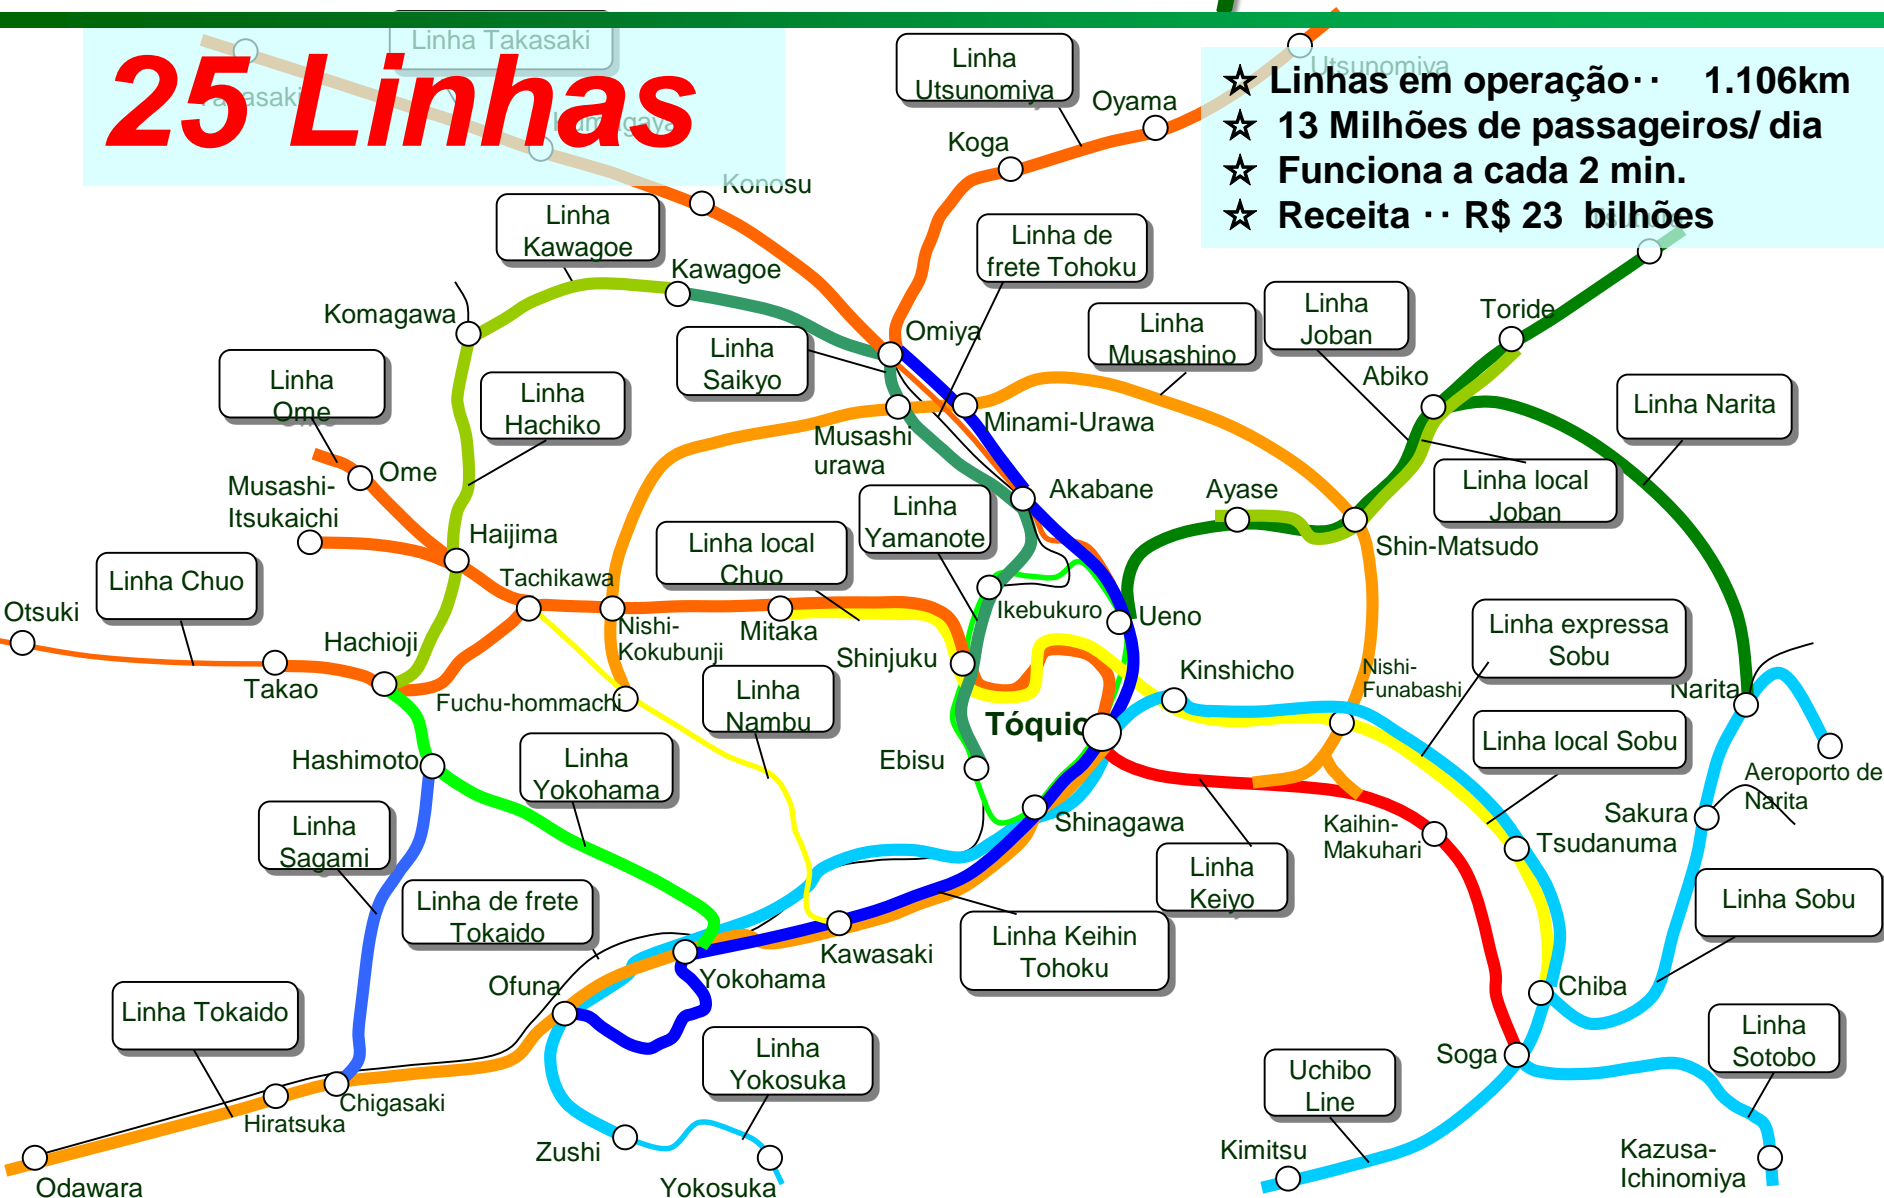 Linha Takasaki
25 Linhas
Takasaki
Kumagaya
Konosu
Linha
Utsunomiya
Oyama
Koga
Utsunomiya
☆ Linhas em operação·· 1.106km
☆ 13 Milhões de passageiros/ dia
☆ Funciona a cada 2 min.
☆ Receita ·· R$ 23 bilhões
Linha
Kawagoe
Kawagoe
Komagawa
Linha de
frete Tohoku
Omiya
Linha
Saikyo
Linha
Musashino
Linha
Joban
Toride
Abiko
Linha Narita
Linha
Ome
Ome
Linha
Hachiko
Musashi-
Itsukaichi
Musashi
urawa
Minami-Urawa
Akabane
Ayase
Linha local
Joban
Shin-Matsudo
Haijima
Linha
Yamanote
Linha local
Chuo
Linha Chuo
Otsuki
Tachikawa
Nishi-
Kokubunji
Mitaka
Ikebukuro
Ueno
Hachioji
Takao
Shinjuku
Kinshicho
Nishi-
Funabashi
Linha expressa
Sobu
Narita
Fuchu-hommachi
Linha
Nambu
Tóquio
Linha local Sobu
Aeroporto de
Narita
Hashimoto
Linha
Yokohama
Ebisu
Shinagawa
Kaihin-
Makuhari
Tsudanuma
Sakura
Linha
Sagami
Linha
Keiyo
Linha Sobu
Linha de frete
Tokaido
Kawasaki
Linha Keihin
Tohoku
Yokohama
Ofuna
Chiba
Linha Tokaido
Linha
Yokosuka
Soga
Linha
Sotobo
Uchibo
Line
Chigasaki
Hiratsuka
Zushi
Kimitsu
Kazusa-
Ichinomiya
Odawara
Yokosuka